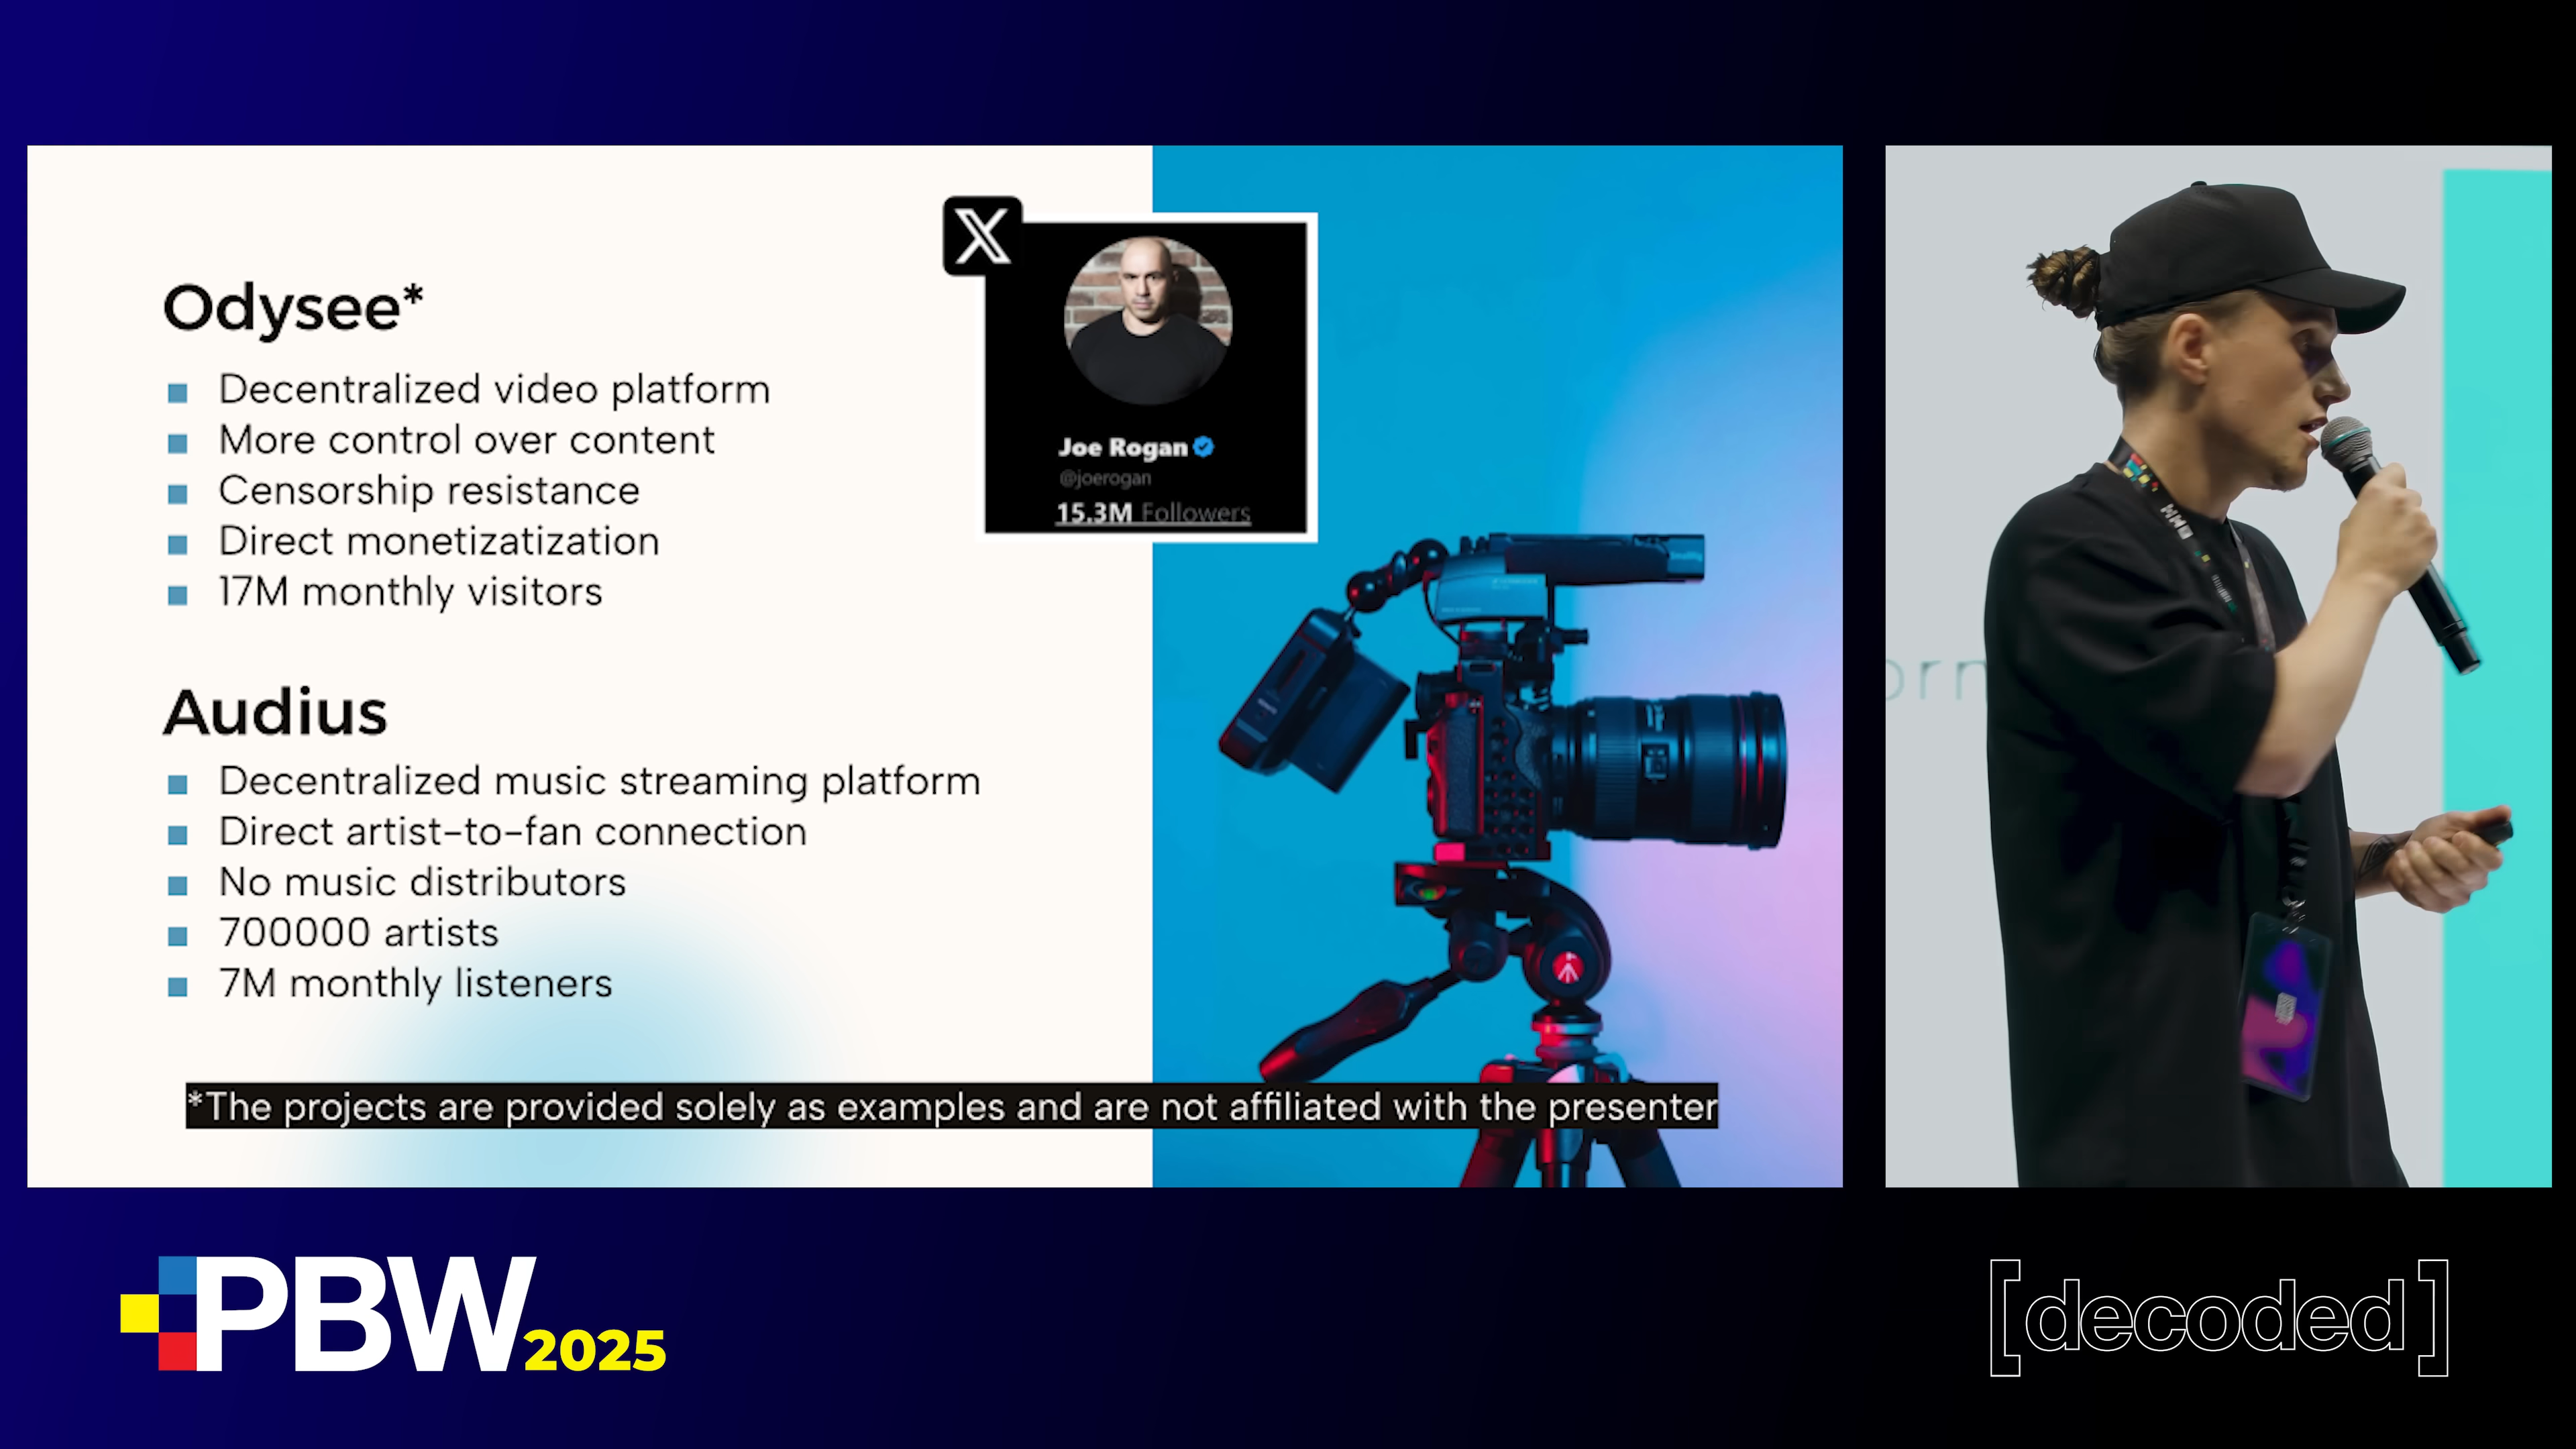 Odysee*
Decentralized video platform
More control over content
Censorship resistance
Direct monetizatization
17M monthly visitors
X
Joe Rogan
@joerogan
15.3M Followers
Audius
Decentralized music streaming platform
Direct artist-to-fan connection
No music distributors
700000 artists
7M monthly listeners
*The projects are provided solely as examples and are not affiliated with the presenter
PBW 2025
[decoded]